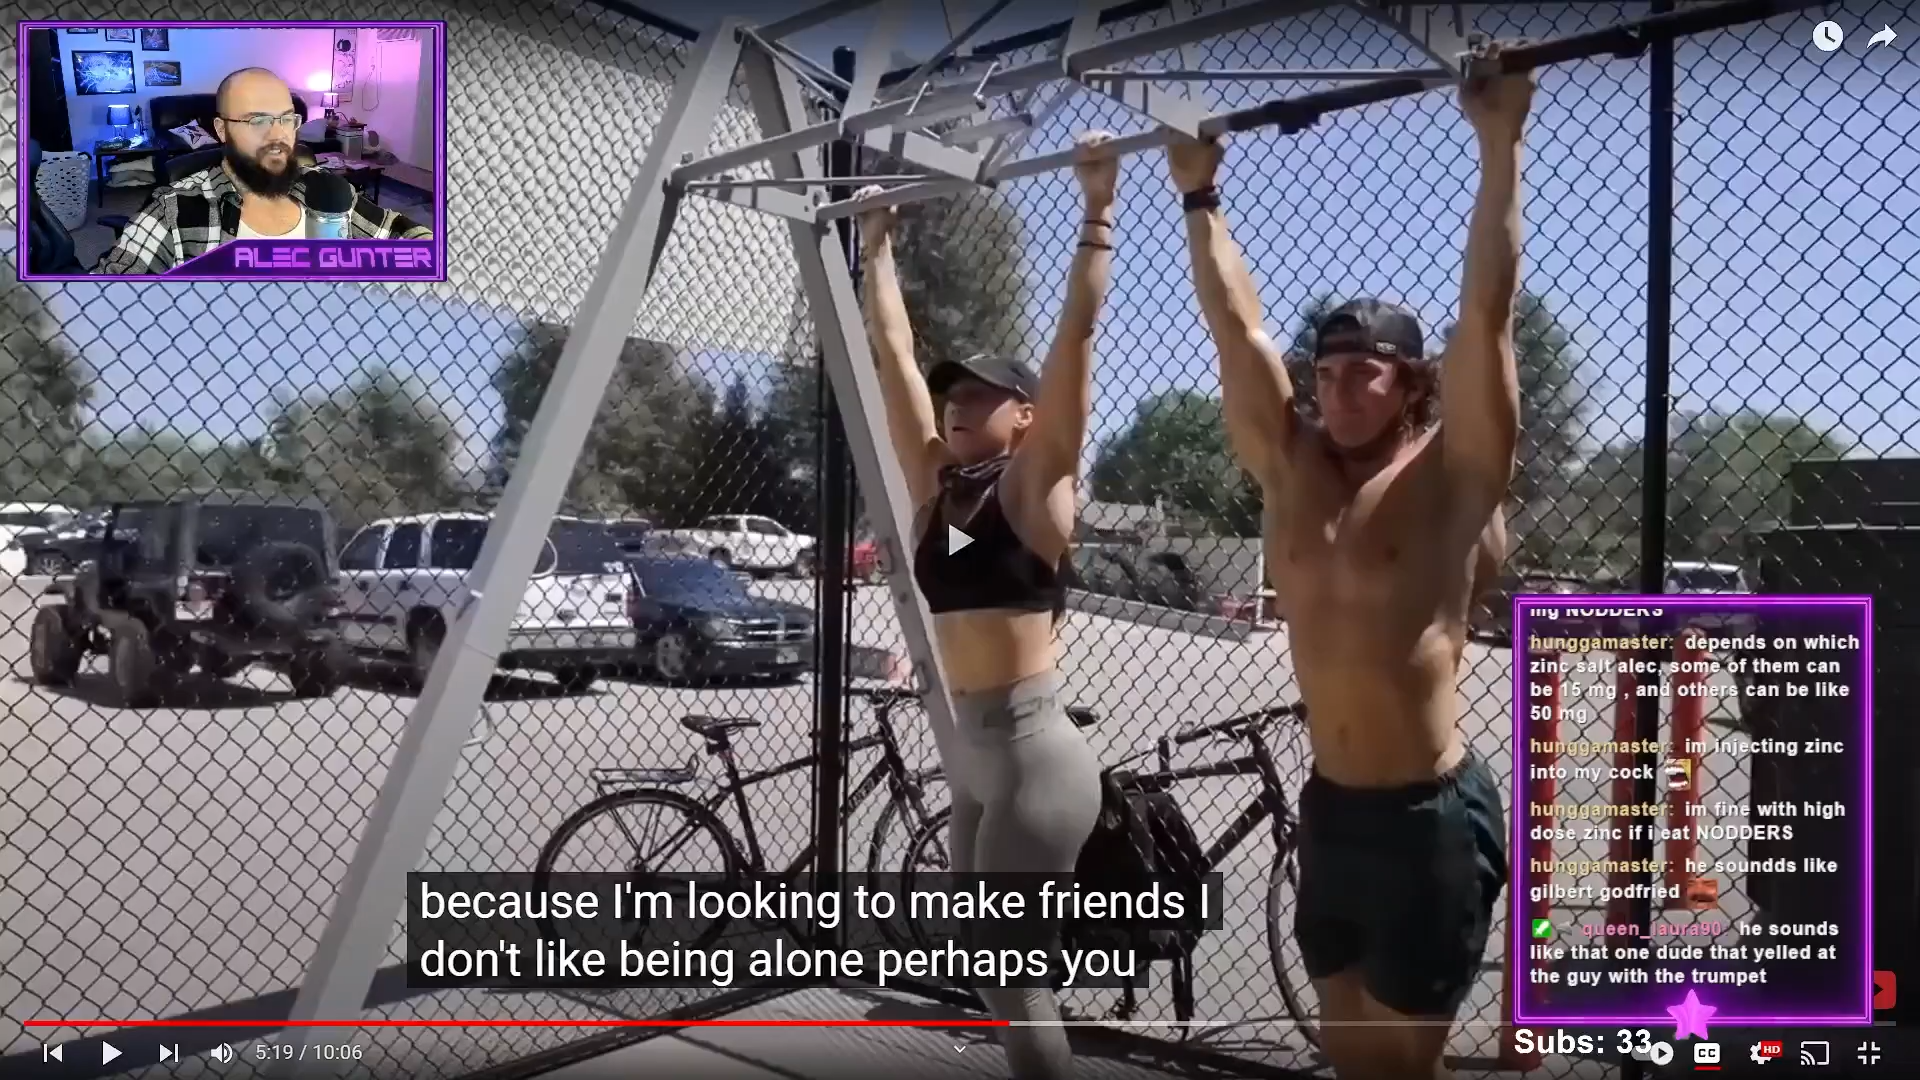 ALEC GUNTER
mg NODDERS
hunggamaster: depends on which
zinc salt alec, some of them can
be 15 mg , and others can be like
50 mg
hunggamaster: im injecting zinc
into my cock
hunggamaster: im fine with high
dose zinc if i eat NODDERS
hunggamaster: he soundds like
gilbert godfried
queen_laura90: he sounds
like that one dude that yelled at
the guy with the trumpet
because I'm looking to make friends I
don't like being alone perhaps you
Subs: 33
5:19 / 10:06
CC
HD